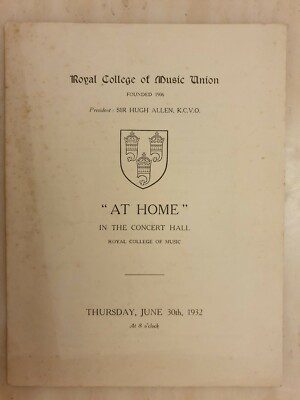 Royal College of Music Union
FOUNDED 1906
President: SIR HUGH ALLEN, K.C.V.O.
"AT HOME"
IN THE CONCERT HALL
ROYAL COLLEGE OF MUSIC
THURSDAY, JUNE 30th, 1932
At 8 o'clock